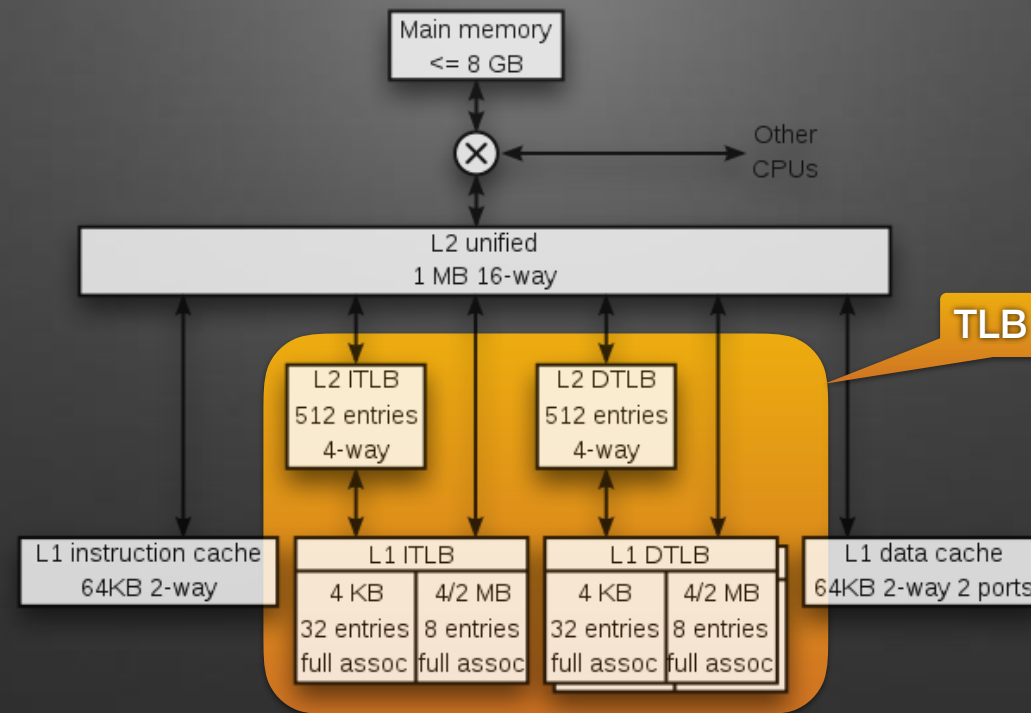 Main memory
<= 8 GB
Other
CPUs
L2 unified
1 MB 16-way
TLB
L2 ITLB
512 entries
4-way
L2 DTLB
512 entries
4-way
L1 instruction cache
64KB 2-way
L1 ITLB
4 KB
32 entries
full assoc
4/2 MB
8 entries
full assoc
L1 DTLB
4 KB
32 entries
full assoc
4/2 MB
8 entries
full assoc
L1 data cache
64KB 2-way 2 ports